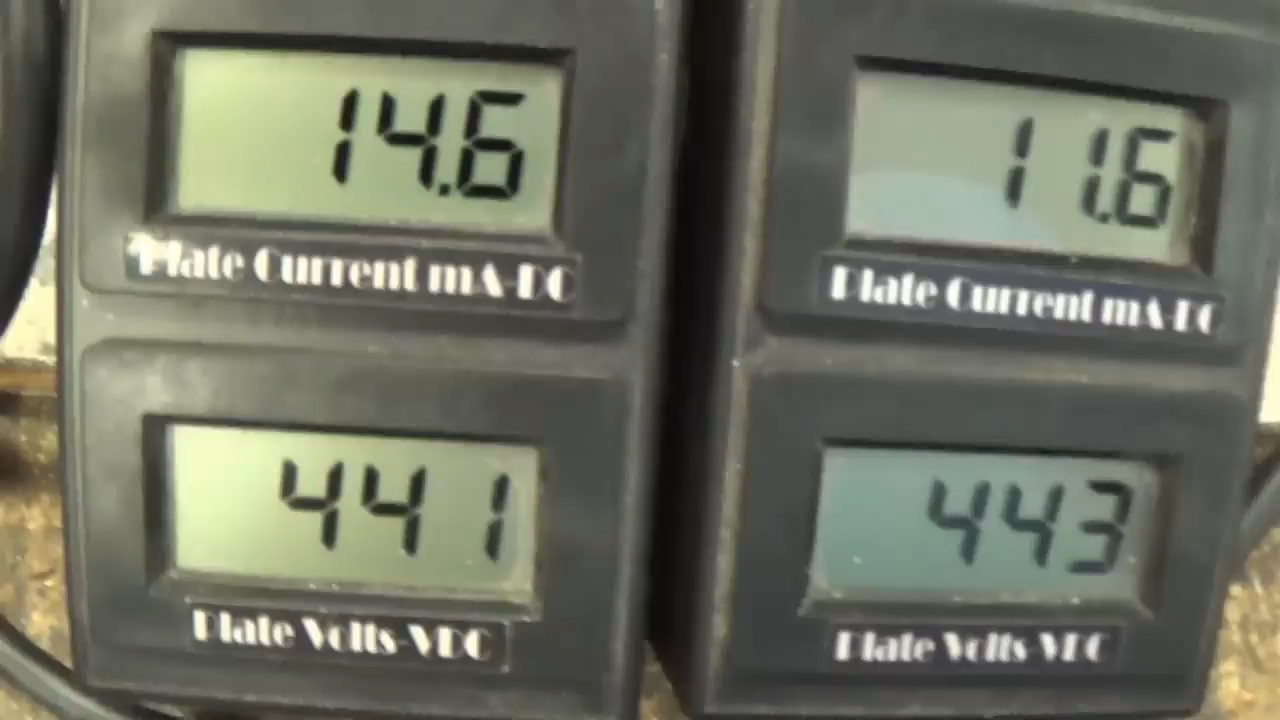 14.6
Plate Current mA-DC
441
Plate Volts-VDC
11.6
Plate Current mA-DC
443
Plate Volts-VDC